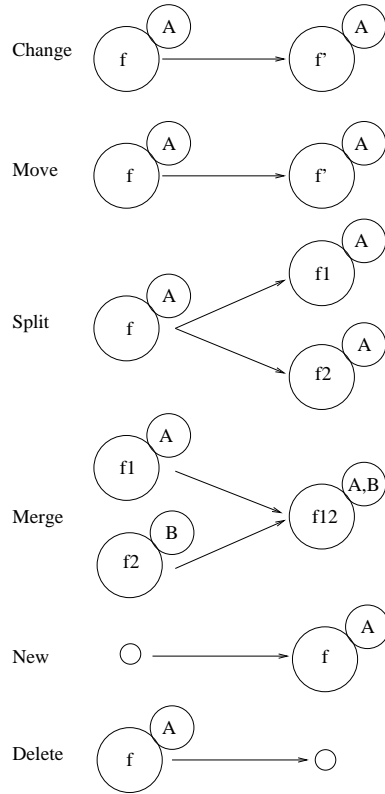 Change f A f' A
Move f A f' A
Split f A f1 A f2 A
Merge f1 A f2 B f12 A,B
New f A
Delete f A